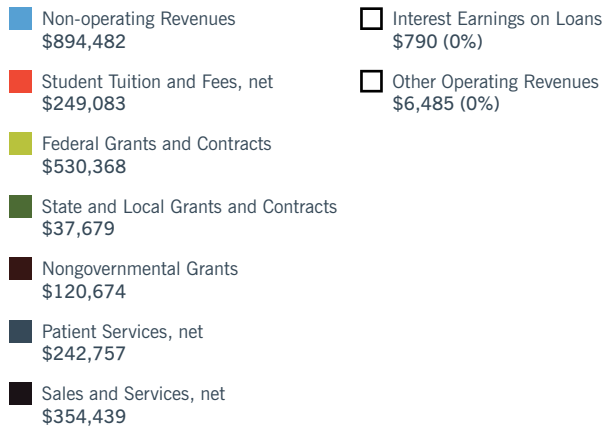 Non-operating Revenues
$894,482
Student Tuition and Fees, net
$249,083
Federal Grants and Contracts
$530,368
State and Local Grants and Contracts
$37,679
Nongovernmental Grants
$120,674
Patient Services, net
$242,757
Sales and Services, net
$354,439
Interest Earnings on Loans
$790 (0%)
Other Operating Revenues
$6,485 (0%)